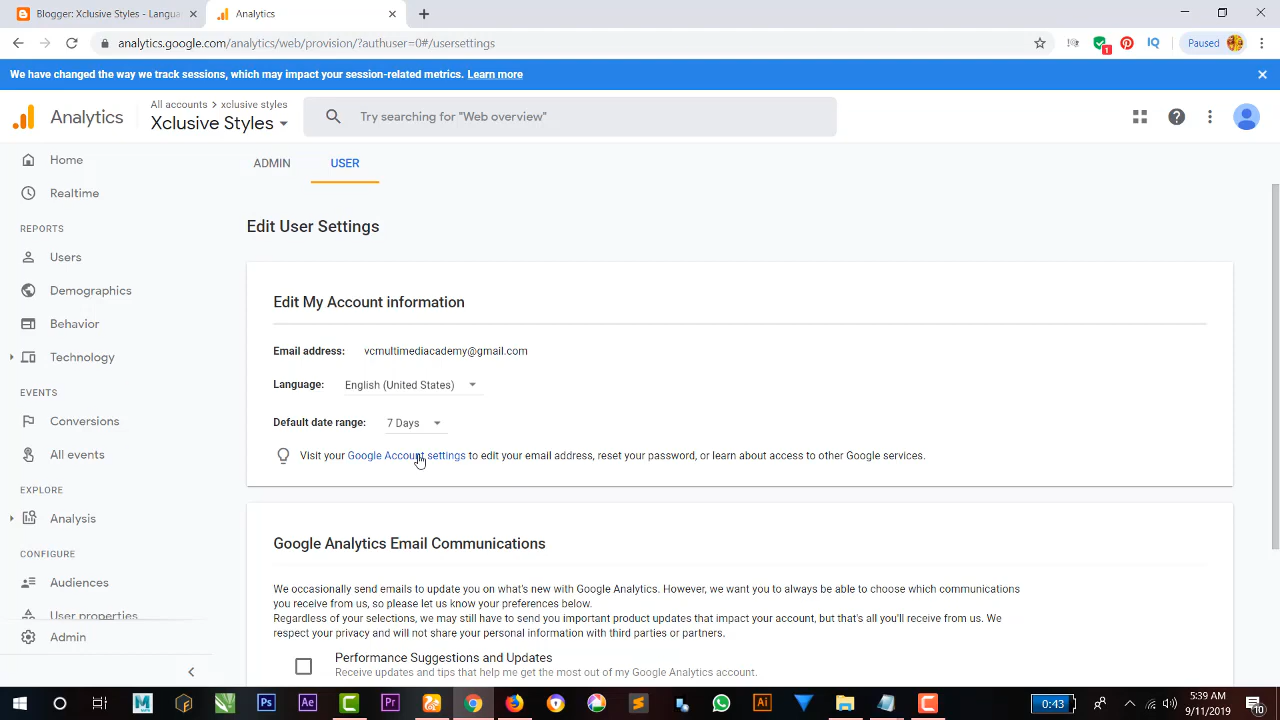 Blogger: Xclusive Styles - Langua
Analytics
analytics.google.com/analytics/web/provision/?authuser=0#/usersettings
1
IQ
Paused
We have changed the way we track sessions, which may impact your session-related metrics. Learn more
Analytics
All accounts > xclusive styles
Xclusive Styles
Try searching for "Web overview"
Home
Realtime
REPORTS
Users
Demographics
Behavior
Technology
EVENTS
Conversions
All events
EXPLORE
Analysis
CONFIGURE
Audiences
User properties
Admin
ADMIN
USER
Edit User Settings
Edit My Account information
Email address: vcmultimediacademy@gmail.com
Language: English (United States)
Default date range: 7 Days
Visit your Google Account settings to edit your email address, reset your password, or learn about access to other Google services.
Google Analytics Email Communications
We occasionally send emails to update you on what's new with Google Analytics. However, we want you to always be able to choose which communications
you receive from us, so please let us know your preferences below.
Regardless of your selections, we may still have to send you important product updates that impact your account, but that's all you'll receive from us. We
respect your privacy and will not share your personal information with third parties or partners.
Performance Suggestions and Updates
Receive updates and tips that help me get the most out of my Google Analytics account.
Ps
Ae
Pr
Ai
0:43
5:39 AM
9/11/2019
10